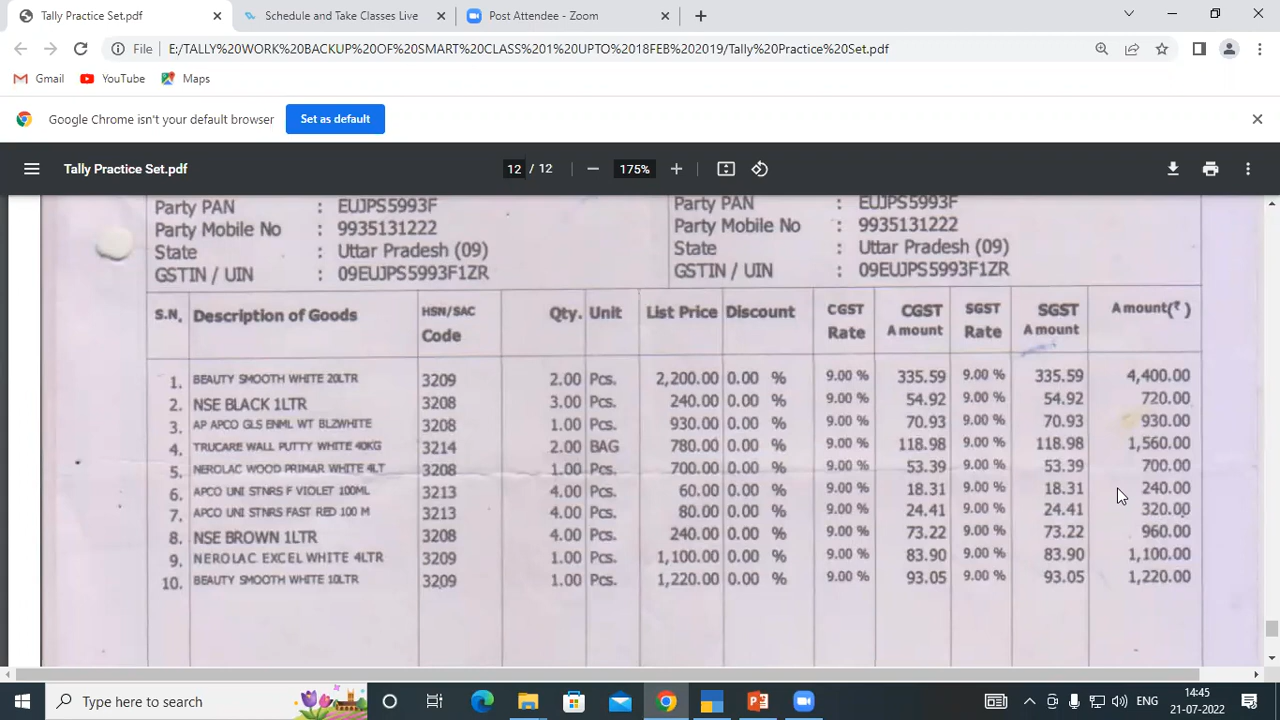 Tally Practice Set.pdf
Schedule and Take Classes Live
Post Attendee - Zoom
File
E:/TALLY%20WORK%20BACKUP%20OF%20SMART%20CLASS%201%20UPTO%2018FEB%202019/Tally%20Practice%20Set.pdf
Gmail
YouTube
Maps
Google Chrome isn't your default browser
Set as default
Tally Practice Set.pdf
12 / 12
175%
Party PAN : EUJPS5993F Party PAN : EUJPS5993F
Party Mobile No : 9935131222 Party Mobile No : 9935131222
State : Uttar Pradesh (09) State : Uttar Pradesh (09)
GSTIN / UIN : 09EUJPS5993F1ZR GSTIN / UIN : 09EUJPS5993F1ZR
S.N. Description of Goods HSN/SAC Code Qty. Unit List Price Discount CGST Rate CGST Amount SGST Rate SGST Amount Amount(₹)
1. BEAUTY SMOOTH WHITE 20LTR 3209 2.00 Pcs. 2,200.00 0.00 % 9.00 % 335.59 9.00 % 335.59 4,400.00
2. NSE BLACK 1LTR 3208 3.00 Pcs. 240.00 0.00 % 9.00 % 54.92 9.00 % 54.92 720.00
3. AP APCO GLS ENML WT BLZWHITE 3208 1.00 Pcs. 930.00 0.00 % 9.00 % 70.93 9.00 % 70.93 930.00
4. TRUCARE WALL PUTTY WHITE 40KG 3214 2.00 BAG 780.00 0.00 % 9.00 % 118.98 9.00 % 118.98 1,560.00
5. NEROLAC WOOD PRIMAR WHITE 4LT 3208 1.00 Pcs. 700.00 0.00 % 9.00 % 53.39 9.00 % 53.39 700.00
6. APCO UNI STNRS F VIOLET 100ML 3213 4.00 Pcs. 60.00 0.00 % 9.00 % 18.31 9.00 % 18.31 240.00
7. APCO UNI STNRS FAST RED 100 M 3213 4.00 Pcs. 80.00 0.00 % 9.00 % 24.41 9.00 % 24.41 320.00
8. NSE BROWN 1LTR 3208 4.00 Pcs. 240.00 0.00 % 9.00 % 73.22 9.00 % 73.22 960.00
9. NEROLAC EXCEL WHITE 4LTR 3209 1.00 Pcs. 1,100.00 0.00 % 9.00 % 83.90 9.00 % 83.90 1,100.00
10. BEAUTY SMOOTH WHITE 10LTR 3209 1.00 Pcs. 1,220.00 0.00 % 9.00 % 93.05 9.00 % 93.05 1,220.00
Type here to search
ENG
14:45
21-07-2022